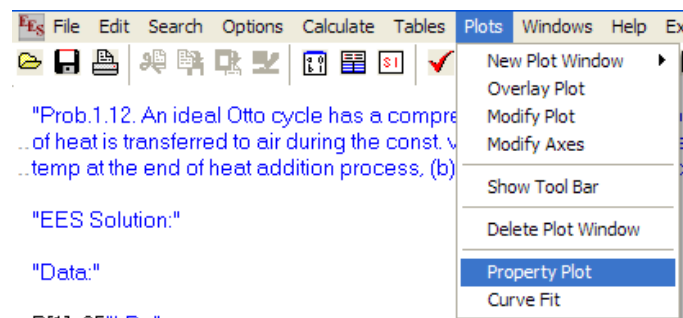 EES File Edit Search Options Calculate Tables Plots Windows Help Ex
SI
New Plot Window
Overlay Plot
Modify Plot
Modify Axes
Show Tool Bar
Delete Plot Window
Property Plot
Curve Fit
"Prob.1.12. An ideal Otto cycle has a compre
..of heat is transferred to air during the const. v
..temp at the end of heat addition process, (b)
"EES Solution:"
"Data:"